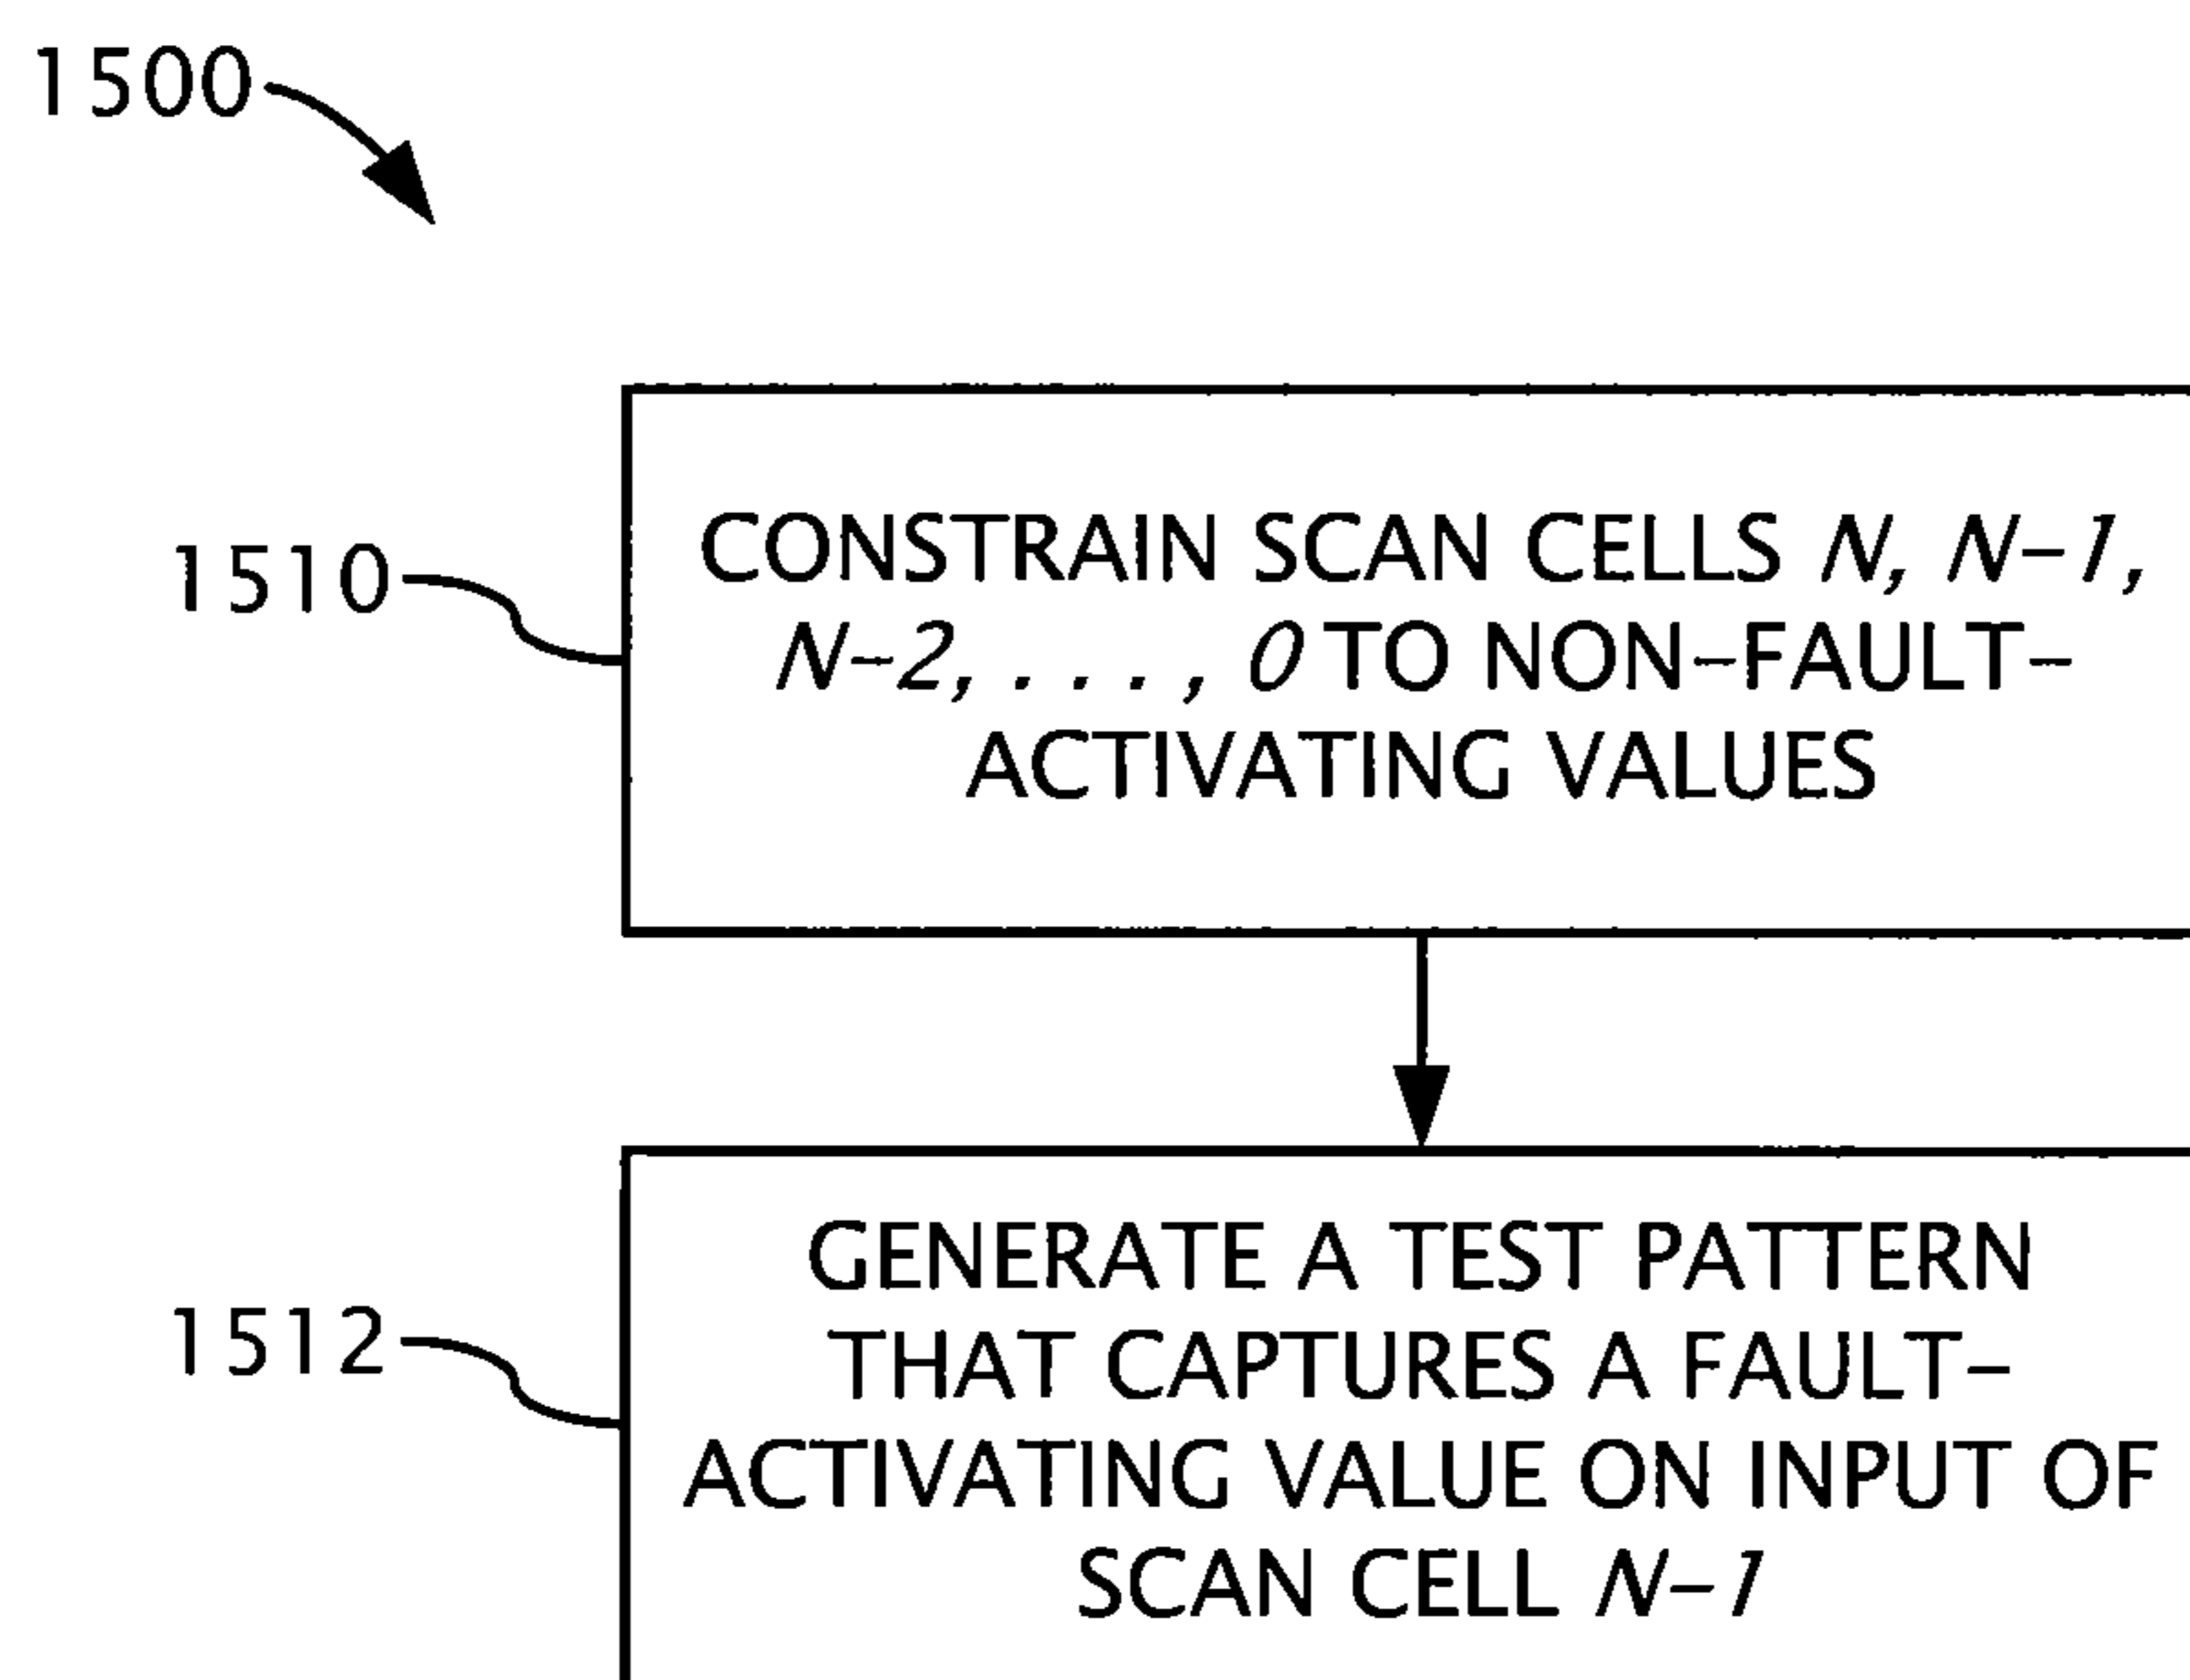 1500
1510
CONSTRAIN SCAN CELLS N, N-1,
N-2, . . . , 0 TO NON-FAULT-
ACTIVATING VALUES
1512
GENERATE A TEST PATTERN
THAT CAPTURES A FAULT-
ACTIVATING VALUE ON INPUT OF
SCAN CELL N-1